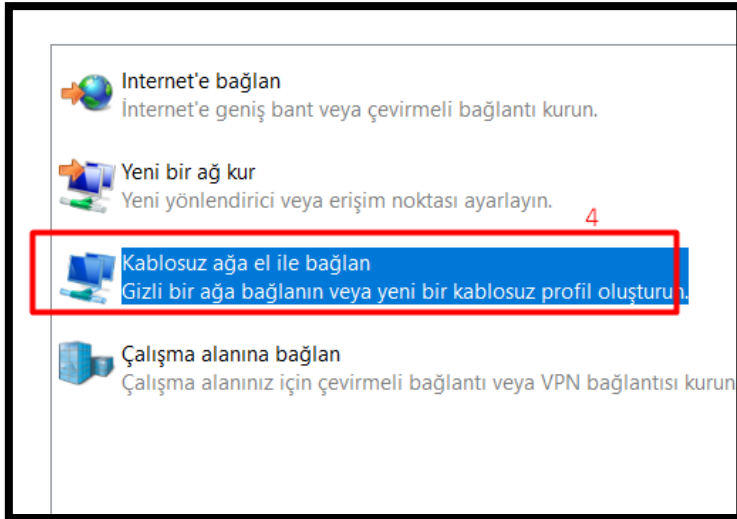 Internet'e bağlan
İnternet'e geniş bant veya çevirmeli bağlantı kurun.
Yeni bir ağ kur
Yeni yönlendirici veya erişim noktası ayarlayın.
4
Kablosuz ağa el ile bağlan
Gizli bir ağa bağlanın veya yeni bir kablosuz profil oluşturun.
Çalışma alanına bağlan
Çalışma alanınız için çevirmeli bağlantı veya VPN bağlantısı kurun